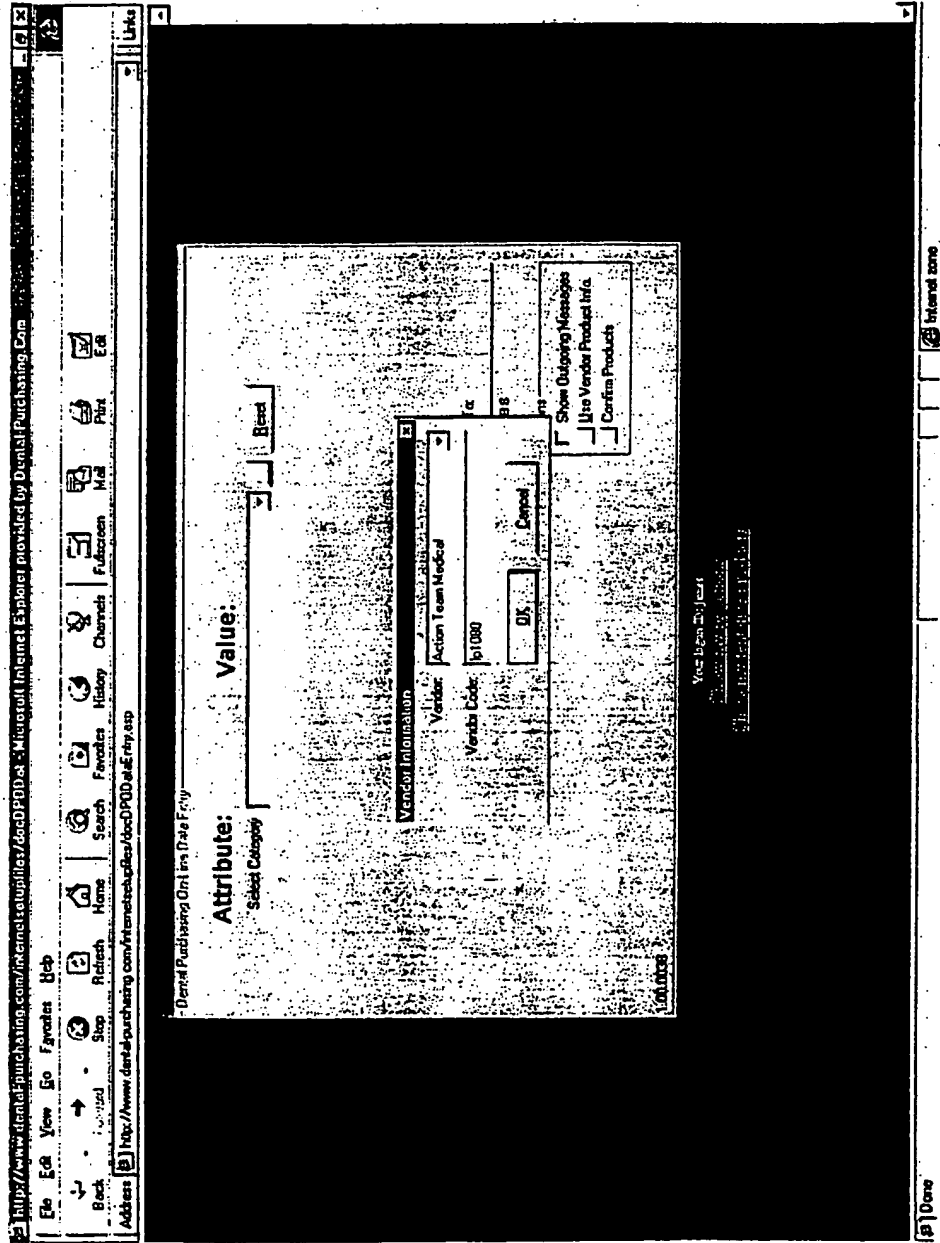 http://www.dental-purchasing.com/internetsetupfiles/docDPODat - Microsoft Internet Explorer provided by Dental-Purchasing.Com
File Edit View Go Favorites Help
Back Stop Refresh Home Search Favorites History Channels Fullscreen Mail Print Edit
Address http://www.dental-purchasing.com/internetsetupfiles/docDPODataEntry.asp Links
Dental Purchasing On-Line Data Entry
Attribute: Value:
Select Category Reset
Vendor Information
Vendor: Action Team Medical
Vendor Code: lp1080
OK Cancel
Show Outgoing Messages
Use Vendor Product Info.
Confirm Products
Done Internet zone